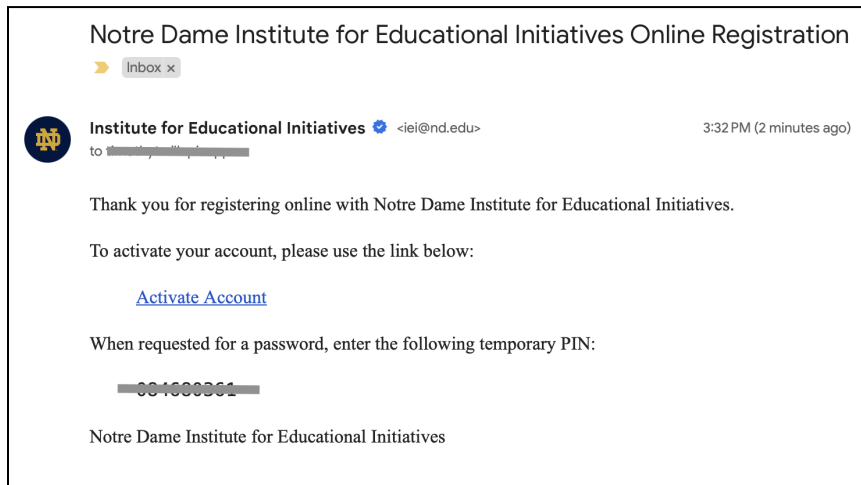 Notre Dame Institute for Educational Initiatives Online Registration
Inbox ×
Institute for Educational Initiatives <iei@nd.edu> 3:32 PM (2 minutes ago)
to
Thank you for registering online with Notre Dame Institute for Educational Initiatives.
To activate your account, please use the link below:
Activate Account
When requested for a password, enter the following temporary PIN:
Notre Dame Institute for Educational Initiatives